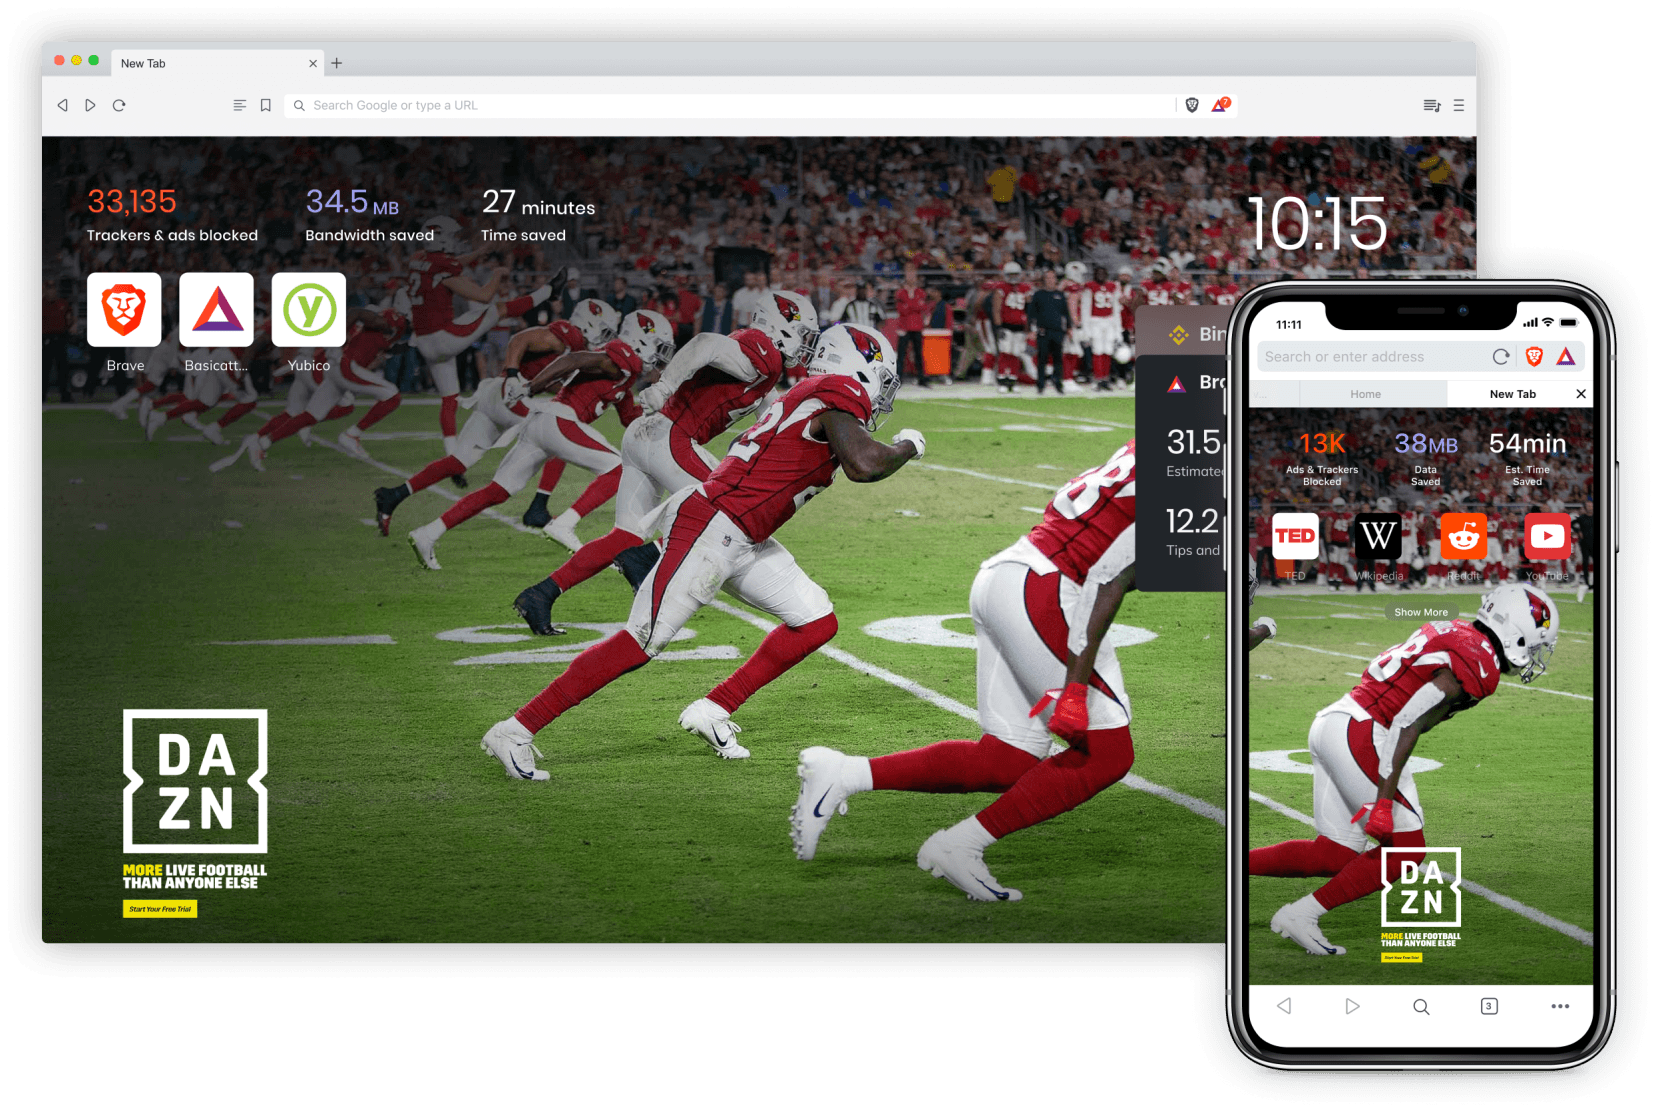 New Tab
Search Google or type a URL
7
33,135
Trackers & ads blocked
34.5 MB
Bandwidth saved
27 minutes
Time saved
10:15
Brave
Basicatt...
Yubico
Bin
31.5
Estimate
12.2
Tips and
DA
ZN
MORE LIVE FOOTBALL
THAN ANYONE ELSE
Start Your Free Trial
11:11
Search or enter address
Home
New Tab
13K
Ads & Trackers
Blocked
38MB
Data
Saved
54min
Est. Time
Saved
TED
W
TED
Wikipedia
Reddit
YouTube
Show More
DA
ZN
MORE LIVE FOOTBALL
THAN ANYONE ELSE
Start Your Free Trial
3